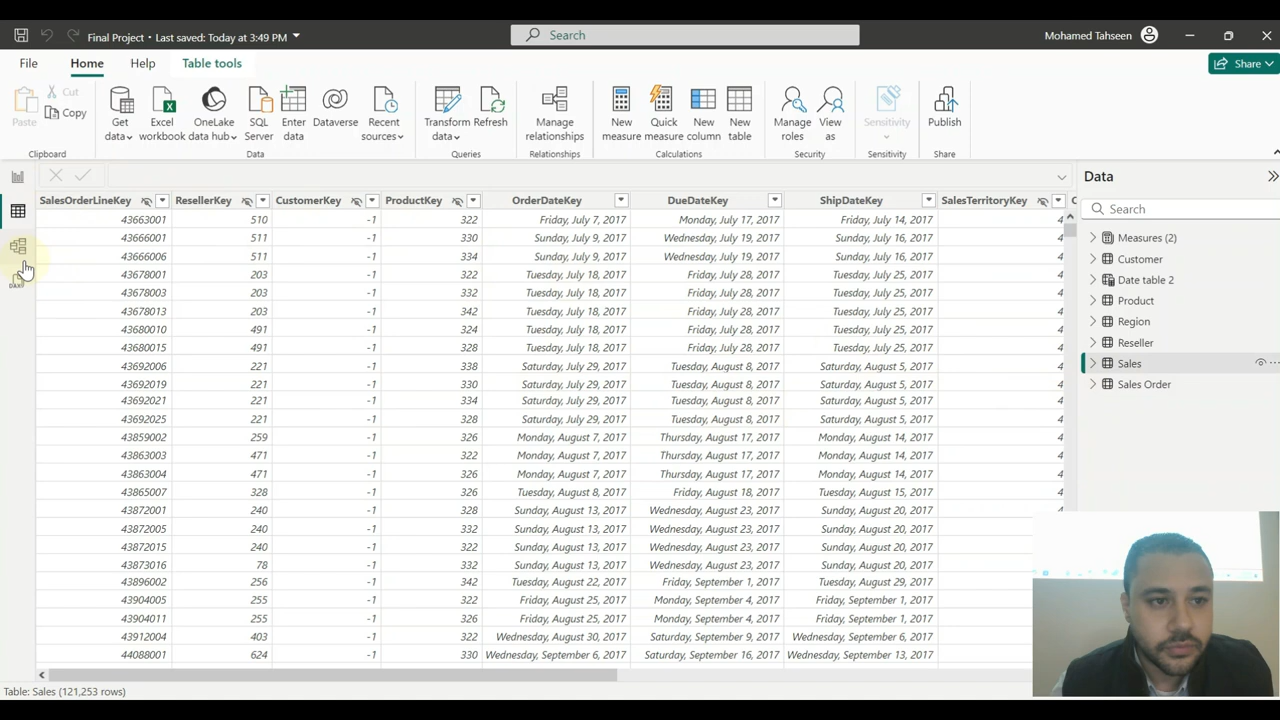 Final Project • Last saved: Today at 3:49 PM
Search
Mohamed Tahseen
File Home Help Table tools
Share
Paste
Cut
Copy
Get data
Excel workbook
OneLake data hub
SQL Server
Enter data
Dataverse
Recent sources
Transform data
Refresh
Manage relationships
New measure
Quick measure
New column
New table
Manage roles
View as
Sensitivity
Publish
Clipboard Data Queries Relationships Calculations Security Sensitivity Share
SalesOrderLineKey ResellerKey CustomerKey ProductKey OrderDateKey DueDateKey ShipDateKey SalesTerritoryKey C
43663001 510 -1 322 Friday, July 7, 2017 Monday, July 17, 2017 Friday, July 14, 2017 4
43666001 511 -1 330 Sunday, July 9, 2017 Wednesday, July 19, 2017 Sunday, July 16, 2017 4
43666006 511 -1 334 Sunday, July 9, 2017 Wednesday, July 19, 2017 Sunday, July 16, 2017 4
43678001 203 -1 322 Tuesday, July 18, 2017 Friday, July 28, 2017 Tuesday, July 25, 2017 4
43678003 203 -1 332 Tuesday, July 18, 2017 Friday, July 28, 2017 Tuesday, July 25, 2017 4
43678013 203 -1 342 Tuesday, July 18, 2017 Friday, July 28, 2017 Tuesday, July 25, 2017 4
43680010 491 -1 324 Tuesday, July 18, 2017 Friday, July 28, 2017 Tuesday, July 25, 2017 4
43680015 491 -1 328 Tuesday, July 18, 2017 Friday, July 28, 2017 Tuesday, July 25, 2017 4
43692006 221 -1 338 Saturday, July 29, 2017 Tuesday, August 8, 2017 Saturday, August 5, 2017 4
43692019 221 -1 330 Saturday, July 29, 2017 Tuesday, August 8, 2017 Saturday, August 5, 2017 4
43692021 221 -1 334 Saturday, July 29, 2017 Tuesday, August 8, 2017 Saturday, August 5, 2017 4
43692025 221 -1 328 Saturday, July 29, 2017 Tuesday, August 8, 2017 Saturday, August 5, 2017 4
43859002 259 -1 326 Monday, August 7, 2017 Thursday, August 17, 2017 Monday, August 14, 2017 4
43863003 471 -1 322 Monday, August 7, 2017 Thursday, August 17, 2017 Monday, August 14, 2017 4
43863004 471 -1 326 Monday, August 7, 2017 Thursday, August 17, 2017 Monday, August 14, 2017 4
43865007 328 -1 326 Tuesday, August 8, 2017 Friday, August 18, 2017 Tuesday, August 15, 2017 4
43872001 240 -1 328 Sunday, August 13, 2017 Wednesday, August 23, 2017 Sunday, August 20, 2017 4
43872005 240 -1 332 Sunday, August 13, 2017 Wednesday, August 23, 2017 Sunday, August 20, 2017
43872015 240 -1 322 Sunday, August 13, 2017 Wednesday, August 23, 2017 Sunday, August 20, 2017
43873016 78 -1 332 Sunday, August 13, 2017 Wednesday, August 23, 2017 Sunday, August 20, 2017
43896002 256 -1 342 Tuesday, August 22, 2017 Friday, September 1, 2017 Tuesday, August 29, 2017
43904005 255 -1 322 Friday, August 25, 2017 Monday, September 4, 2017 Friday, September 1, 2017
43904011 255 -1 326 Friday, August 25, 2017 Monday, September 4, 2017 Friday, September 1, 2017
43912004 403 -1 322 Wednesday, August 30, 2017 Saturday, September 9, 2017 Wednesday, September 6, 2017
44088001 624 -1 330 Wednesday, September 6, 2017 Saturday, September 16, 2017 Wednesday, September 13, 2017
Data
Search
Measures (2)
Customer
Date table 2
Product
Region
Reseller
Sales
Sales Order
Table: Sales (121,253 rows)